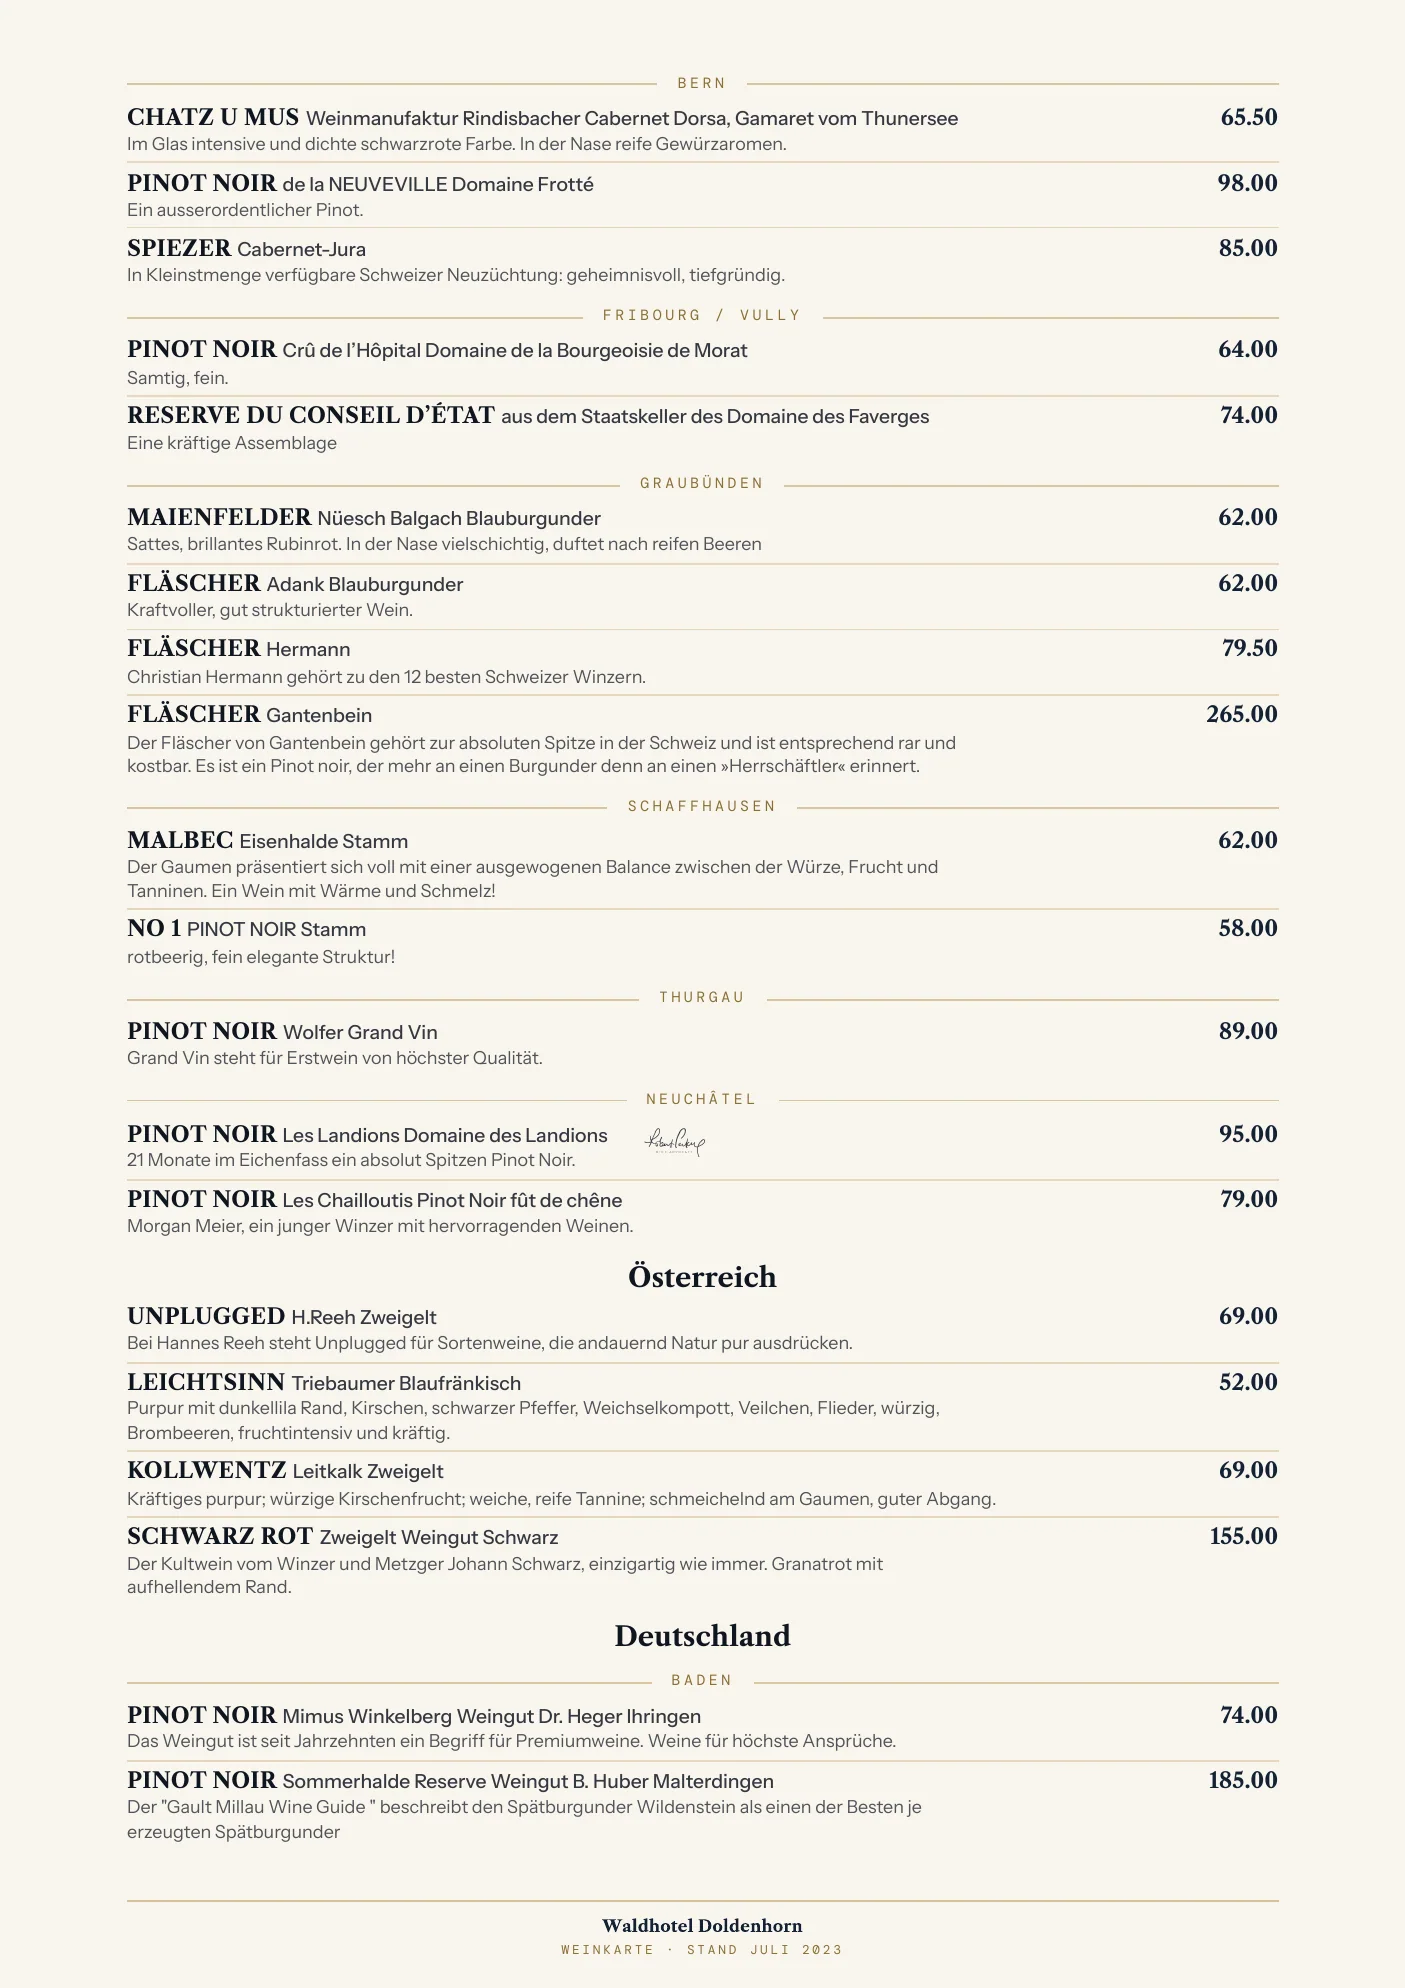 BERN
CHATZ U MUS Weinmanufaktur Rindisbacher Cabernet Dorsa, Gamaret vom Thunersee 65.50
Im Glas intensive und dichte schwarzrote Farbe. In der Nase reife Gewürzaromen.
PINOT NOIR de la NEUVEVILLE Domaine Frotté 98.00
Ein ausserordentlicher Pinot.
SPIEZER Cabernet-Jura 85.00
In Kleinstmenge verfügbare Schweizer Neuzüchtung: geheimnisvoll, tiefgründig.
FRIBOURG / VULLY
PINOT NOIR Crû de l’Hôpital Domaine de la Bourgeoisie de Morat 64.00
Samtig, fein.
RESERVE DU CONSEIL D’ÉTAT aus dem Staatskeller des Domaine des Faverges 74.00
Eine kräftige Assemblage
GRAUBÜNDEN
MAIENFELDER Nüesch Balgach Blauburgunder 62.00
Sattes, brillantes Rubinrot. In der Nase vielschichtig, duftet nach reifen Beeren
FLÄSCHER Adank Blauburgunder 62.00
Kraftvoller, gut strukturierter Wein.
FLÄSCHER Hermann 79.50
Christian Hermann gehört zu den 12 besten Schweizer Winzern.
FLÄSCHER Gantenbein 265.00
Der Fläscher von Gantenbein gehört zur absoluten Spitze in der Schweiz und ist entsprechend rar und
kostbar. Es ist ein Pinot noir, der mehr an einen Burgunder denn an einen »Herrschäftler« erinnert.
SCHAFFHAUSEN
MALBEC Eisenhalde Stamm 62.00
Der Gaumen präsentiert sich voll mit einer ausgewogenen Balance zwischen der Würze, Frucht und
Tanninen. Ein Wein mit Wärme und Schmelz!
NO 1 PINOT NOIR Stamm 58.00
rotbeerig, fein elegante Struktur!
THURGAU
PINOT NOIR Wolfer Grand Vin 89.00
Grand Vin steht für Erstwein von höchster Qualität.
NEUCHÂTEL
PINOT NOIR Les Landions Domaine des Landions 95.00
21 Monate im Eichenfass ein absolut Spitzen Pinot Noir.
PINOT NOIR Les Chailloutis Pinot Noir fût de chêne 79.00
Morgan Meier, ein junger Winzer mit hervorragenden Weinen.
Österreich
UNPLUGGED H.Reeh Zweigelt 69.00
Bei Hannes Reeh steht Unplugged für Sortenweine, die andauernd Natur pur ausdrücken.
LEICHTSINN Triebaumer Blaufränkisch 52.00
Purpur mit dunkellila Rand, Kirschen, schwarzer Pfeffer, Weichselkompott, Veilchen, Flieder, würzig,
Brombeeren, fruchtintensiv und kräftig.
KOLLWENTZ Leitkalk Zweigelt 69.00
Kräftiges purpur; würzige Kirschenfrucht; weiche, reife Tannine; schmeichelnd am Gaumen, guter Abgang.
SCHWARZ ROT Zweigelt Weingut Schwarz 155.00
Der Kultwein vom Winzer und Metzger Johann Schwarz, einzigartig wie immer. Granatrot mit
aufhellendem Rand.
Deutschland
BADEN
PINOT NOIR Mimus Winkelberg Weingut Dr. Heger Ihringen 74.00
Das Weingut ist seit Jahrzehnten ein Begriff für Premiumweine. Weine für höchste Ansprüche.
PINOT NOIR Sommerhalde Reserve Weingut B. Huber Malterdingen 185.00
Der "Gault Millau Wine Guide " beschreibt den Spätburgunder Wildenstein als einen der Besten je
erzeugten Spätburgunder
Waldhotel Doldenhorn
WEINKARTE · STAND JULI 2023